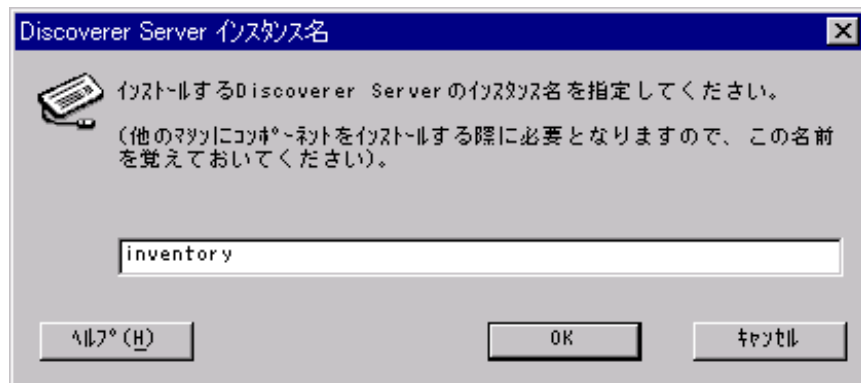 Discoverer Server ｲﾝｽﾀﾝｽ名
ｲﾝｽﾄｰﾙするDiscoverer Serverのｲﾝｽﾀﾝｽ名を指定してください。
(他のﾏｼﾝにｺﾝﾎﾟｰﾈﾝﾄをｲﾝｽﾄｰﾙする際に必要となりますので、この名前
を覚えておいてください)。
inventory
ﾍﾙﾌﾟ(H)
OK
ｷｬﾝｾﾙ